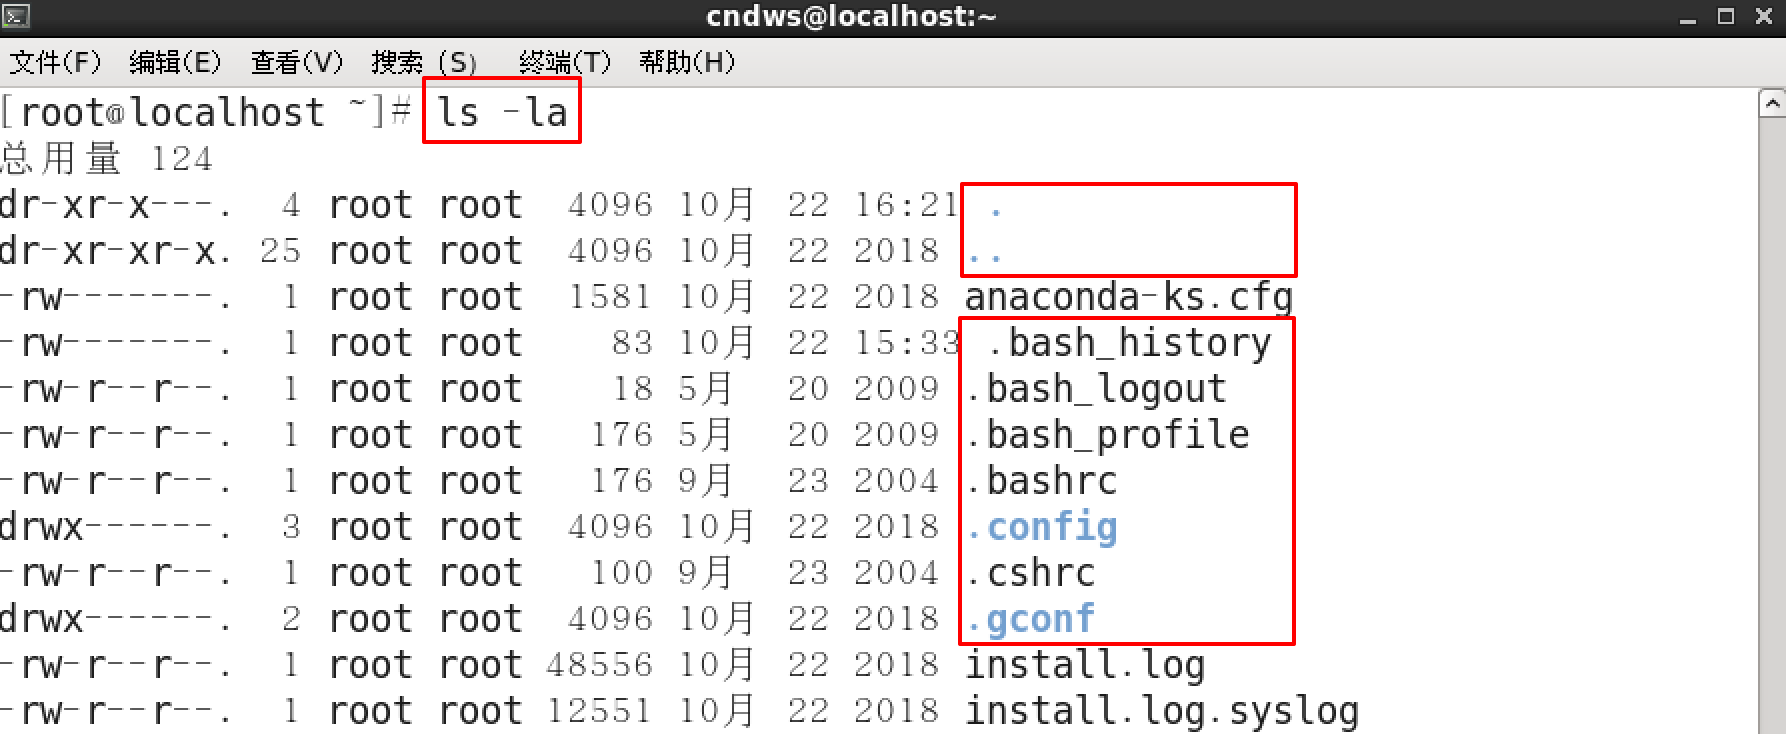 cndws@localhost:~
文件(F) 编辑(E) 查看(V) 搜索 (S) 终端(T) 帮助(H)
[root@localhost ~]# ls -la
总用量 124
dr-xr-x---. 4 root root 4096 10月 22 16:21 .
dr-xr-xr-x. 25 root root 4096 10月 22 2018 ..
-rw-------. 1 root root 1581 10月 22 2018 anaconda-ks.cfg
-rw-------. 1 root root 83 10月 22 15:33 .bash_history
-rw-r--r--. 1 root root 18 5月 20 2009 .bash_logout
-rw-r--r--. 1 root root 176 5月 20 2009 .bash_profile
-rw-r--r--. 1 root root 176 9月 23 2004 .bashrc
drwx------. 3 root root 4096 10月 22 2018 .config
-rw-r--r--. 1 root root 100 9月 23 2004 .cshrc
drwx------. 2 root root 4096 10月 22 2018 .gconf
-rw-r--r--. 1 root root 48556 10月 22 2018 install.log
-rw-r--r--. 1 root root 12551 10月 22 2018 install.log.syslog